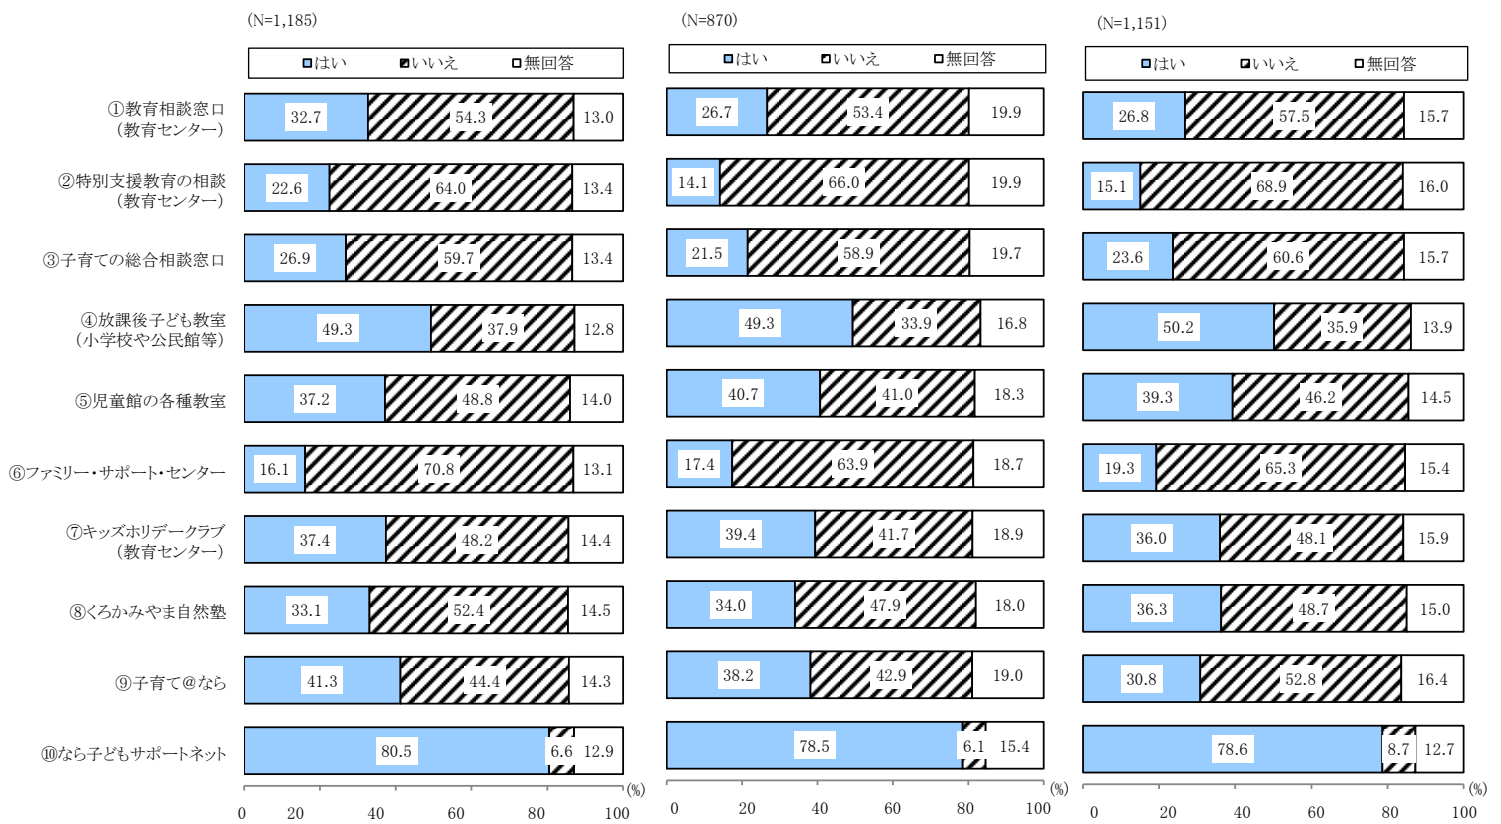 (N=1,185)
(N=870)
(N=1,151)
はい いいえ 無回答
はい いいえ 無回答
はい いいえ 無回答
①教育相談窓口
(教育センター)
32.7 54.3 13.0
26.7 53.4 19.9
26.8 57.5 15.7
②特別支援教育の相談
(教育センター)
22.6 64.0 13.4
14.1 66.0 19.9
15.1 68.9 16.0
③子育ての総合相談窓口
26.9 59.7 13.4
21.5 58.9 19.7
23.6 60.6 15.7
④放課後子ども教室
(小学校や公民館等)
49.3 37.9 12.8
49.3 33.9 16.8
50.2 35.9 13.9
⑤児童館の各種教室
37.2 48.8 14.0
40.7 41.0 18.3
39.3 46.2 14.5
⑥ファミリー・サポート・センター
16.1 70.8 13.1
17.4 63.9 18.7
19.3 65.3 15.4
⑦キッズホリデークラブ
(教育センター)
37.4 48.2 14.4
39.4 41.7 18.9
36.0 48.1 15.9
⑧くろかみやま自然塾
33.1 52.4 14.5
34.0 47.9 18.0
36.3 48.7 15.0
⑨子育て@なら
41.3 44.4 14.3
38.2 42.9 19.0
30.8 52.8 16.4
⑩なら子どもサポートネット
80.5 6.6 12.9
78.5 6.1 15.4
78.6 8.7 12.7
(%)
(%)
(%)
0 20 40 60 80 100
0 20 40 60 80 100
0 20 40 60 80 100